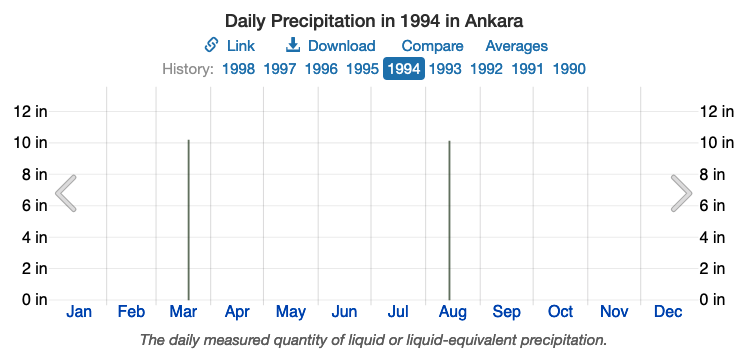 Daily Precipitation in 1994 in Ankara
Link Download Compare Averages
History: 1998 1997 1996 1995 1994 1993 1992 1991 1990
12 in 12 in
10 in 10 in
8 in 8 in
6 in 6 in
4 in 4 in
2 in 2 in
0 in 0 in
Jan Feb Mar Apr May Jun Jul Aug Sep Oct Nov Dec
The daily measured quantity of liquid or liquid-equivalent precipitation.